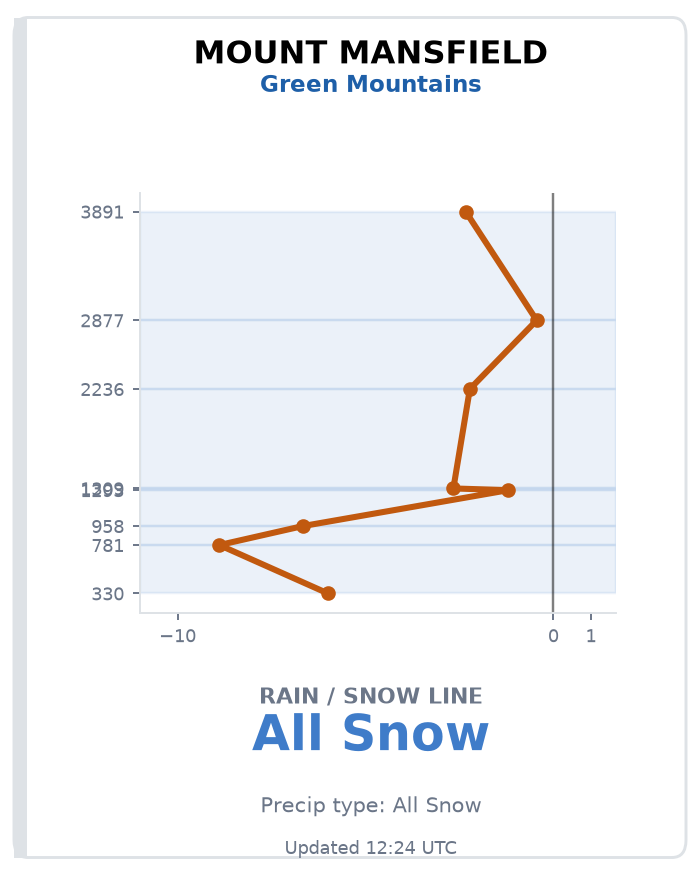 MOUNT MANSFIELD
Green Mountains
3891
2877
2236
958
781
330
−10 0 1
RAIN / SNOW LINE
All Snow
Precip type: All Snow
Updated 12:24 UTC